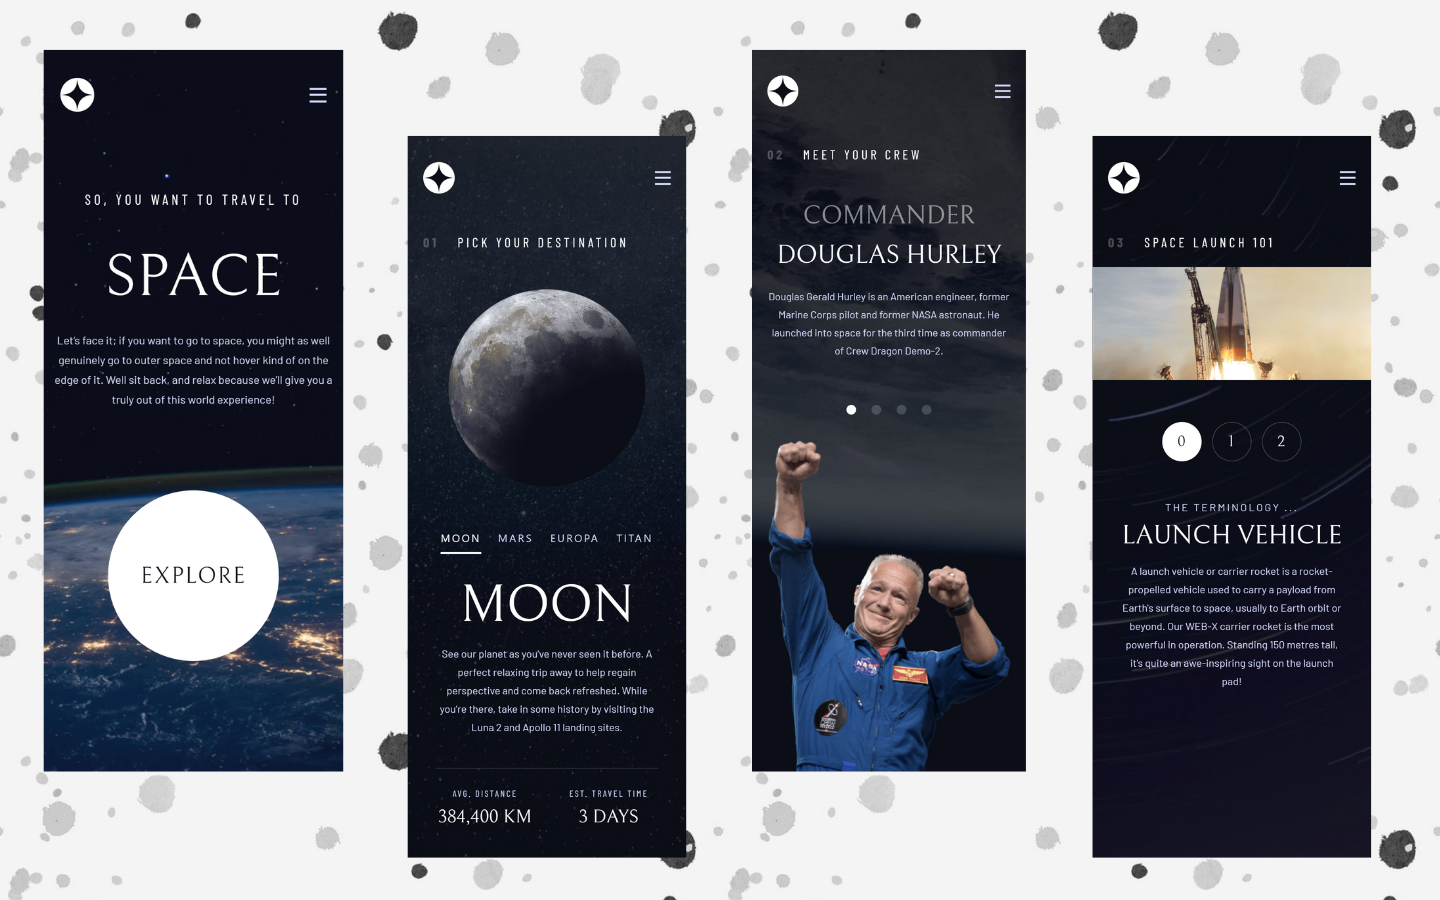 SO, YOU WANT TO TRAVEL TO
SPACE
Let's face it; if you want to go to space, you might as well
genuinely go to outer space and not hover kind of on the
edge of it. Well sit back, and relax because we'll give you a
truly out of this world experience!
EXPLORE
01 PICK YOUR DESTINATION
MOON MARS EUROPA TITAN
MOON
See our planet as you've never seen it before. A
perfect relaxing trip away to help regain
perspective and come back refreshed. While
you're there, take in some history by visiting the
Luna 2 and Apollo 11 landing sites.
AVG. DISTANCE EST. TRAVEL TIME
384,400 KM 3 DAYS
02 MEET YOUR CREW
COMMANDER
DOUGLAS HURLEY
Douglas Gerald Hurley is an American engineer, former
Marine Corps pilot and former NASA astronaut. He
launched into space for the third time as commander
of Crew Dragon Demo-2.
NASA
03 SPACE LAUNCH 101
0 1 2
THE TERMINOLOGY ...
LAUNCH VEHICLE
A launch vehicle or carrier rocket is a rocket-
propelled vehicle used to carry a payload from
Earth's surface to space, usually to Earth orbit or
beyond. Our WEB-X carrier rocket is the most
powerful in operation. Standing 150 metres tall,
it's quite an awe-inspiring sight on the launch
pad!